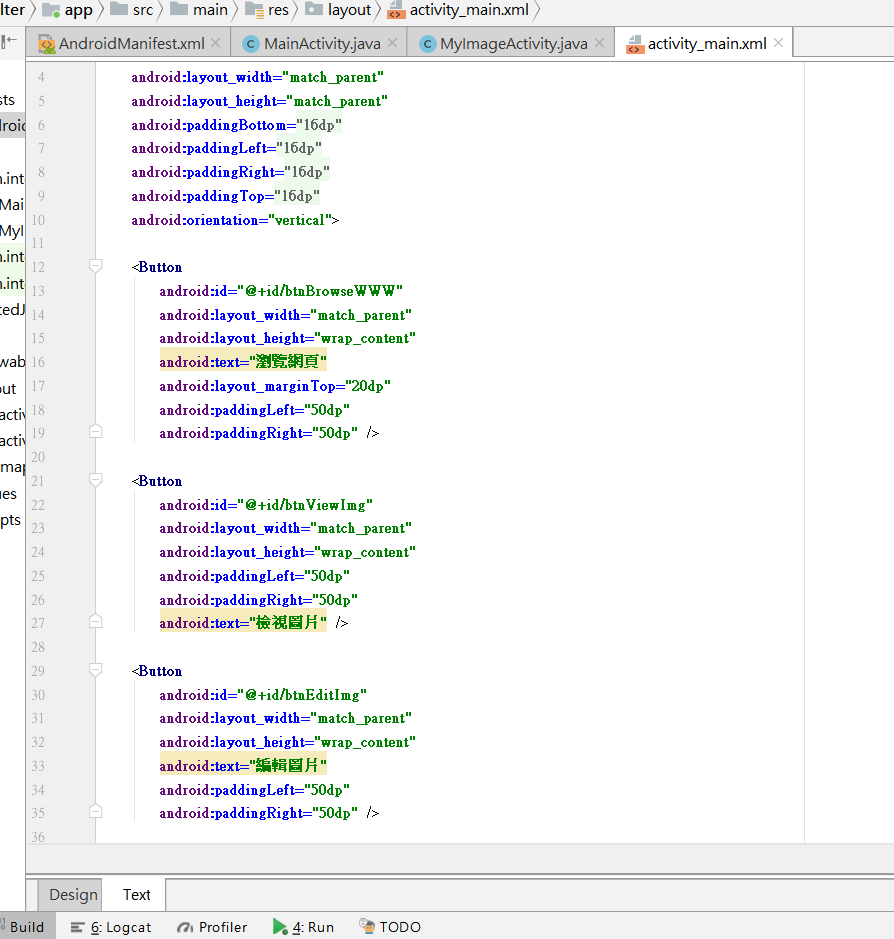 lter app src main res layout activity_main.xml
AndroidManifest.xml MainActivity.java MyImageActivity.java activity_main.xml
4 android:layout_width="match_parent"
5 android:layout_height="match_parent"
6 android:paddingBottom="16dp"
7 android:paddingLeft="16dp"
8 android:paddingRight="16dp"
9 android:paddingTop="16dp"
10 android:orientation="vertical">
11
12 <Button
13 android:id="@+id/btnBrowseWWW"
14 android:layout_width="match_parent"
15 android:layout_height="wrap_content"
16 android:text="瀏覽網頁"
17 android:layout_marginTop="20dp"
18 android:paddingLeft="50dp"
19 android:paddingRight="50dp" />
20
21 <Button
22 android:id="@+id/btnViewImg"
23 android:layout_width="match_parent"
24 android:layout_height="wrap_content"
25 android:paddingLeft="50dp"
26 android:paddingRight="50dp"
27 android:text="檢視圖片" />
28
29 <Button
30 android:id="@+id/btnEditImg"
31 android:layout_width="match_parent"
32 android:layout_height="wrap_content"
33 android:text="編輯圖片"
34 android:paddingLeft="50dp"
35 android:paddingRight="50dp" />
36
Design Text
Build 6: Logcat Profiler 4: Run TODO